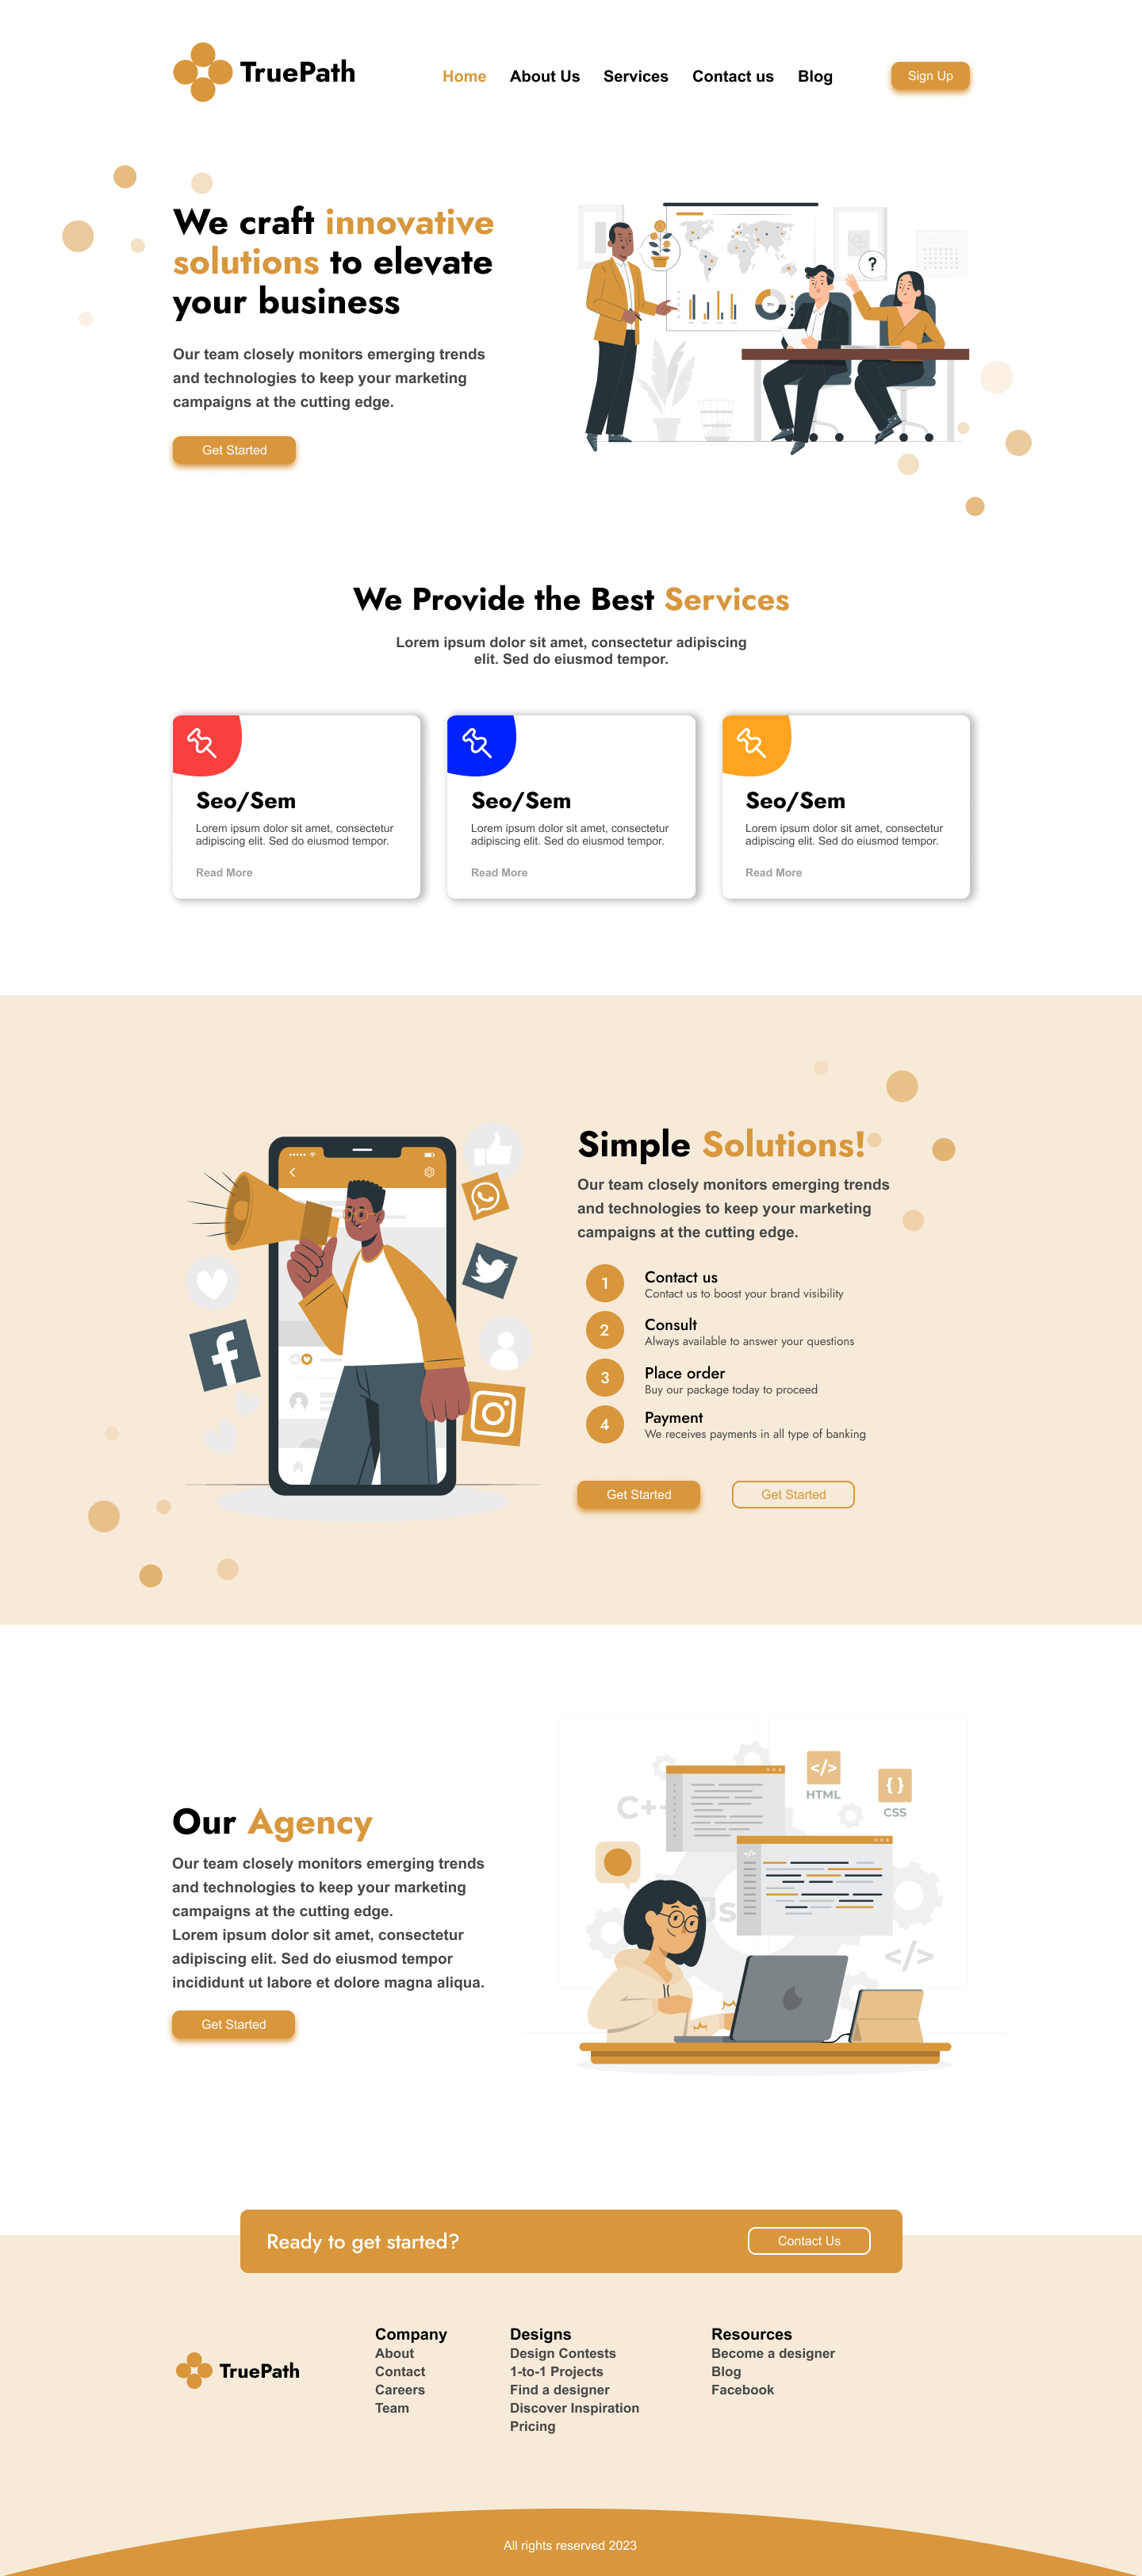 TruePath
Home About Us Services Contact us Blog
Sign Up
We craft innovative
solutions to elevate
your business
Our team closely monitors emerging trends
and technologies to keep your marketing
campaigns at the cutting edge.
Get Started
?
We Provide the Best Services
Lorem ipsum dolor sit amet, consectetur adipiscing
elit. Sed do eiusmod tempor.
Seo/Sem
Lorem ipsum dolor sit amet, consectetur
adipiscing elit. Sed do eiusmod tempor.
Read More
Seo/Sem
Lorem ipsum dolor sit amet, consectetur
adipiscing elit. Sed do eiusmod tempor.
Read More
Seo/Sem
Lorem ipsum dolor sit amet, consectetur
adipiscing elit. Sed do eiusmod tempor.
Read More
Simple Solutions!
Our team closely monitors emerging trends
and technologies to keep your marketing
campaigns at the cutting edge.
1
Contact us
Contact us to boost your brand visibility
2
Consult
Always available to answer your questions
3
Place order
Buy our package today to proceed
4
Payment
We receives payments in all type of banking
Get Started
Get Started
Our Agency
Our team closely monitors emerging trends
and technologies to keep your marketing
campaigns at the cutting edge.
Lorem ipsum dolor sit amet, consectetur
adipiscing elit. Sed do eiusmod tempor
incididunt ut labore et dolore magna aliqua.
Get Started
</>
HTML
{ }
CSS
C++
</>
Js
</>
Ready to get started?
Contact Us
TruePath
Company
About
Contact
Careers
Team
Designs
Design Contests
1-to-1 Projects
Find a designer
Discover Inspiration
Pricing
Resources
Become a designer
Blog
Facebook
All rights reserved 2023